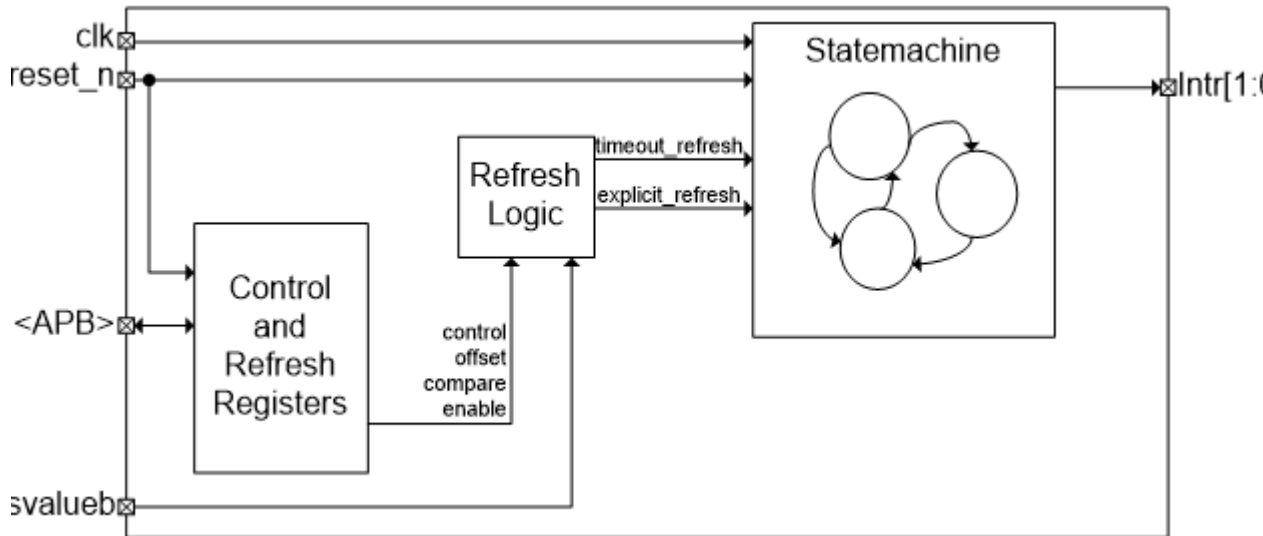 clk
Statemachine
reset_n
Intr[1:
timeout_refresh
Refresh
Logic
explicit_refresh
Control
and
Refresh
Registers
<APB>
control
offset
compare
enable
svalueb